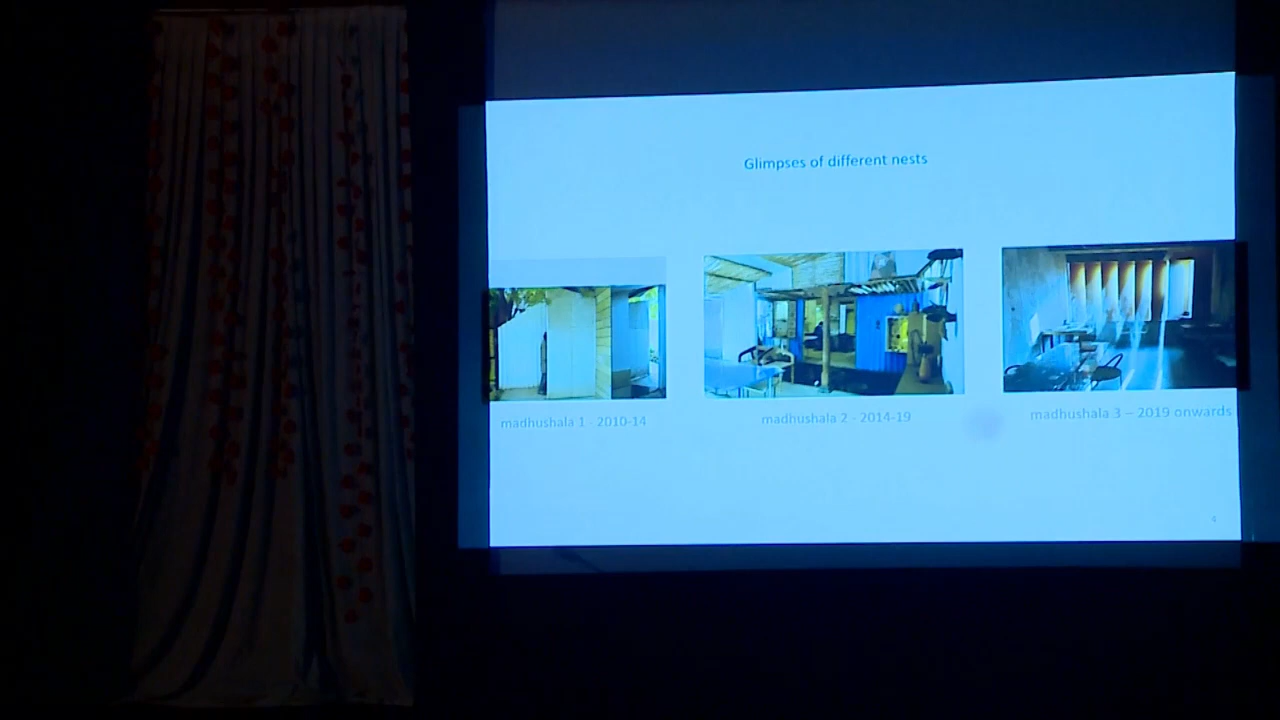 Glimpses of different nests
madhushala 1 - 2010-14
madhushala 2 - 2014-19
madhushala 3 – 2019 onwards